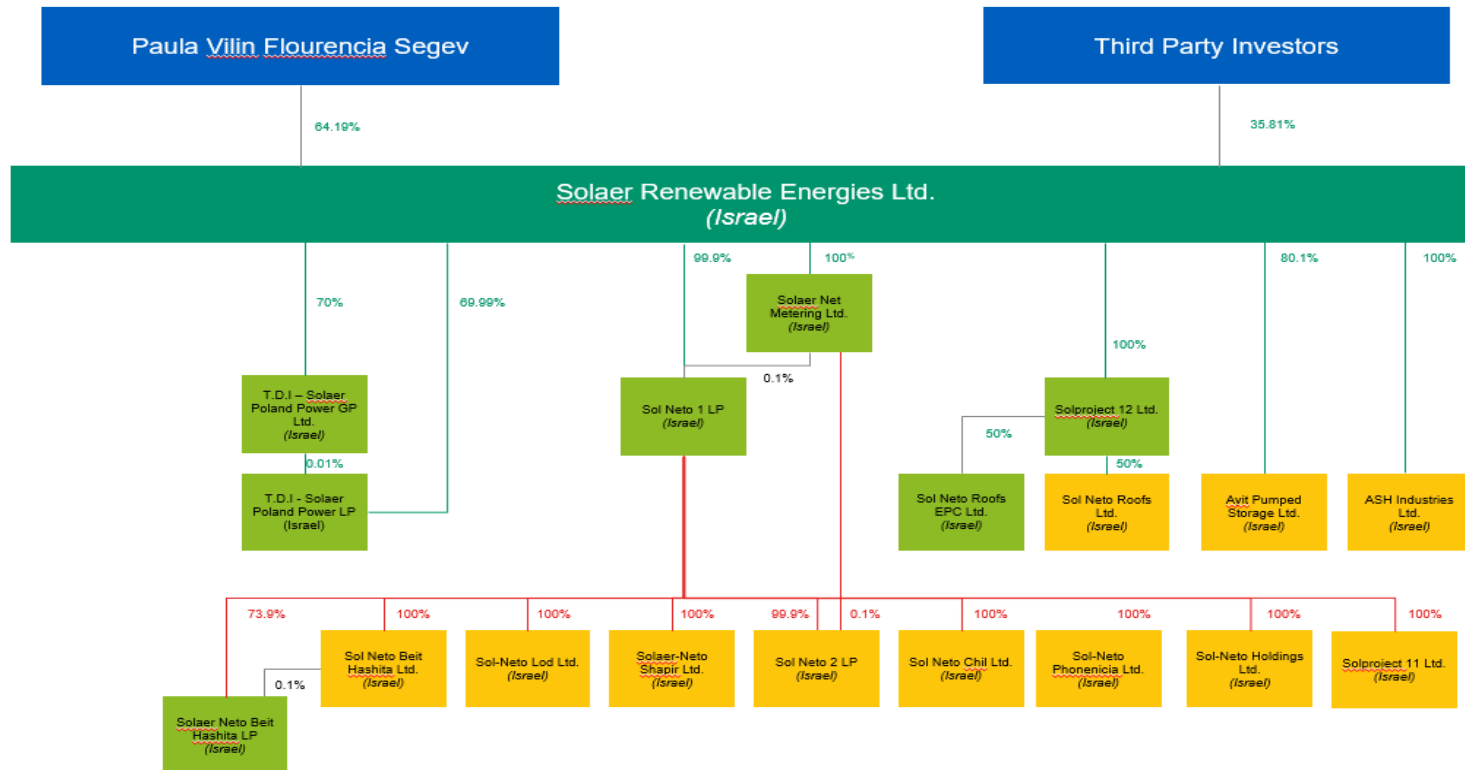 Paula Vilin Flourencia Segev
Third Party Investors
64.19%
35.81%
Solaer Renewable Energies Ltd.
(Israel)
70%
69.99%
99.9%
100%
100%
80.1%
100%
Solaer Net
Metering Ltd.
(Israel)
0.1%
T.D.I – Solaer
Poland Power GP
Ltd.
(Israel)
0.01%
T.D.I - Solaer
Poland Power LP
(Israel)
Sol Neto 1 LP
(Israel)
Solproject 12 Ltd.
(Israel)
50%
50%
Sol Neto Roofs
EPC Ltd.
(Israel)
Sol Neto Roofs
Ltd.
(Israel)
Avit Pumped
Storage Ltd.
(Israel)
ASH Industries
Ltd.
(Israel)
73.9%
100%
100%
100%
99.9%
0.1%
100%
100%
100%
100%
Sol Neto Beit
Hashita Ltd.
(Israel)
Sol-Neto Lod Ltd.
(Israel)
Solaer-Neto
Shapir Ltd.
(Israel)
Sol Neto 2 LP
(Israel)
Sol Neto Chil Ltd.
(Israel)
Sol-Neto
Phonenicia Ltd.
(Israel)
Sol-Neto Holdings
Ltd.
(Israel)
Solproject 11 Ltd.
(Israel)
0.1%
Solaer Neto Beit
Hashita LP
(Israel)